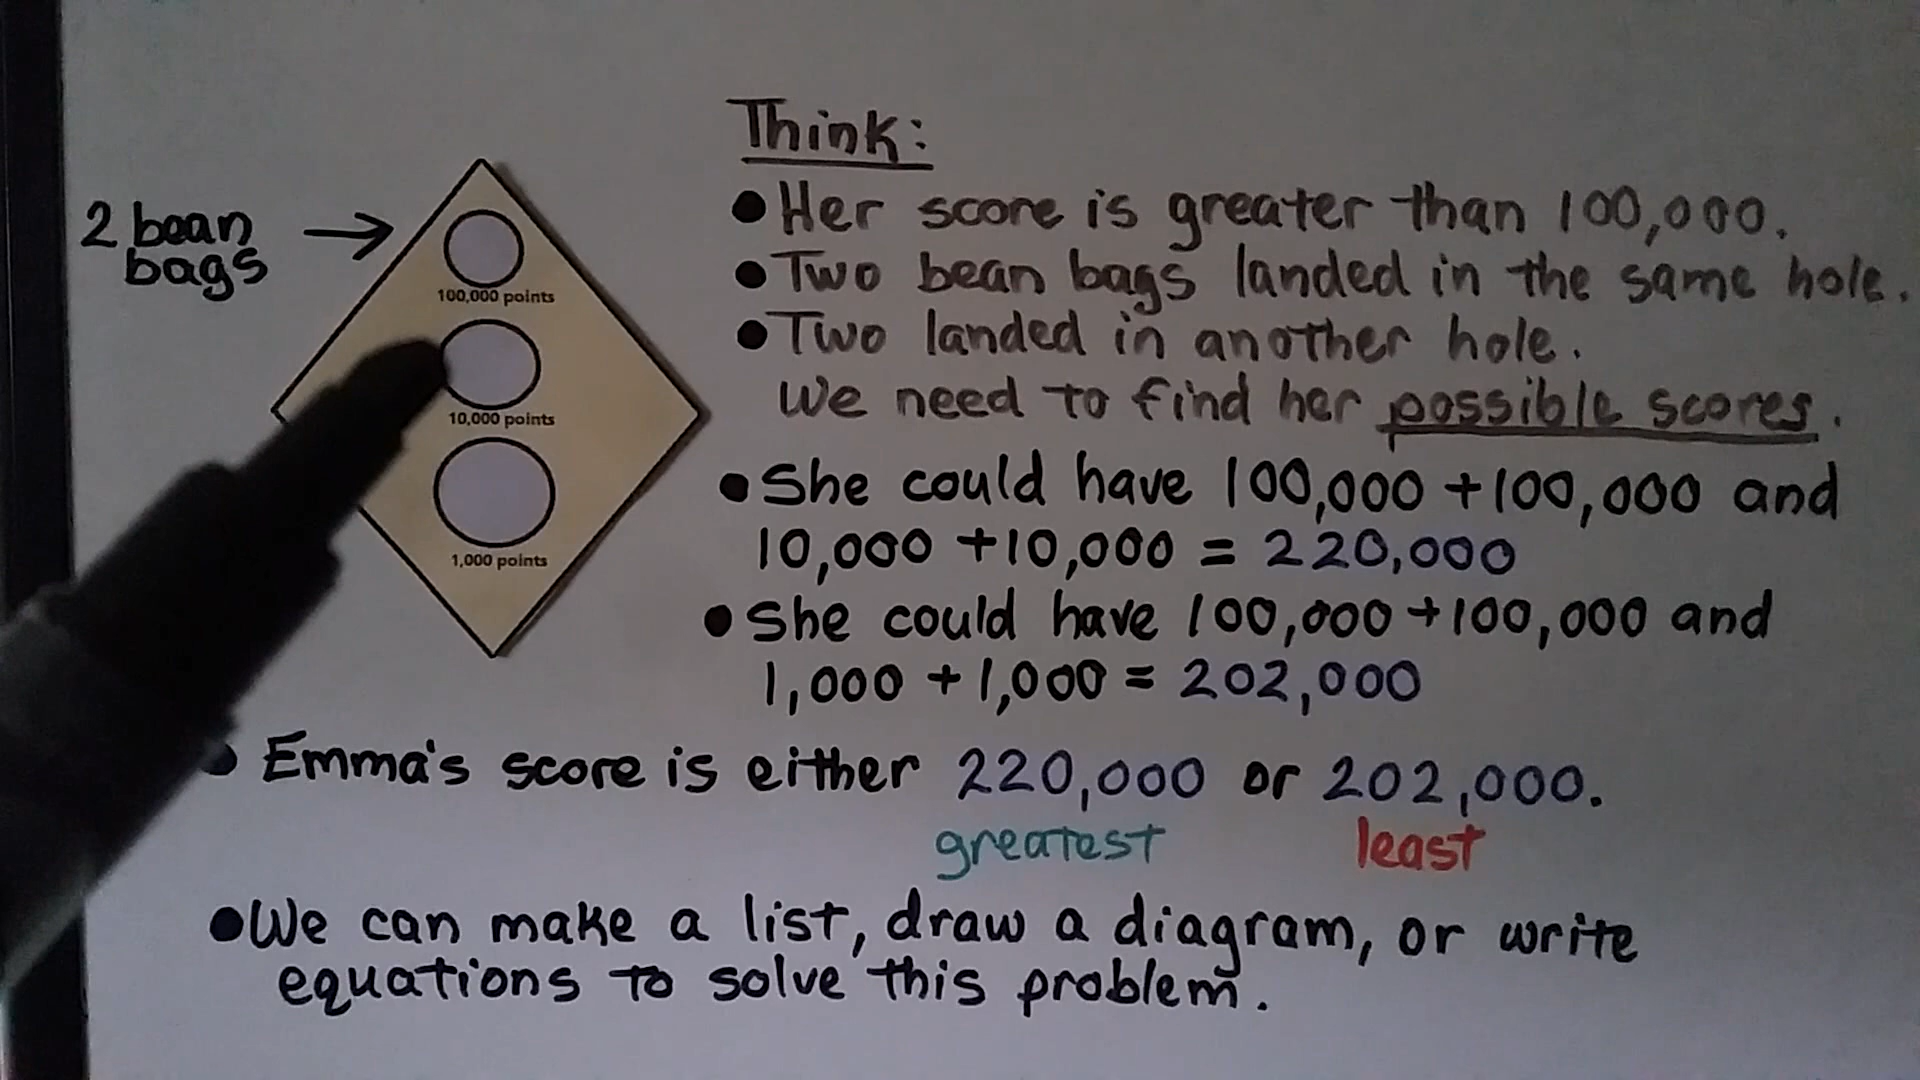 Think:
2 bean
bags
100,000 points
10,000 points
1,000 points
●Her score is greater than 100,000.
●Two bean bags landed in the same hole.
●Two landed in another hole.
We need to find her possible scores.
●She could have 100,000 +100,000 and
10,000 +10,000 = 220,000
●She could have 100,000 +100,000 and
1,000 + 1,000 = 202,000
● Emma's score is either 220,000 or 202,000.
greatest least
●We can make a list, draw a diagram, or write
equations to solve this problem.